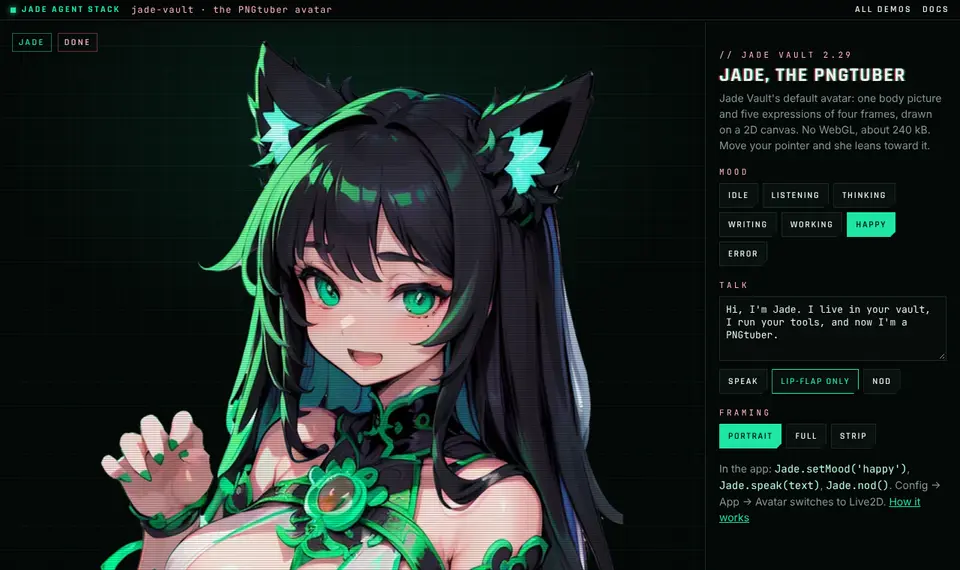 JADE AGENT STACK jade-vault · the PNGtuber avatar
ALL DEMOS DOCS
JADE DONE
// JADE VAULT 2.29
JADE, THE PNGTUBER
Jade Vault's default avatar: one body picture
and five expressions of four frames, drawn
on a 2D canvas. No WebGL, about 240 kB.
Move your pointer and she leans toward it.
MOOD
IDLE LISTENING THINKING
WRITING WORKING HAPPY
ERROR
TALK
Hi, I'm Jade. I live in your vault,
I run your tools, and now I'm a
PNGtuber.
SPEAK LIP-FLAP ONLY NOD
FRAMING
PORTRAIT FULL STRIP
In the app: Jade.setMood('happy'),
Jade.speak(text), Jade.nod(). Config →
App → Avatar switches to Live2D. How it
works